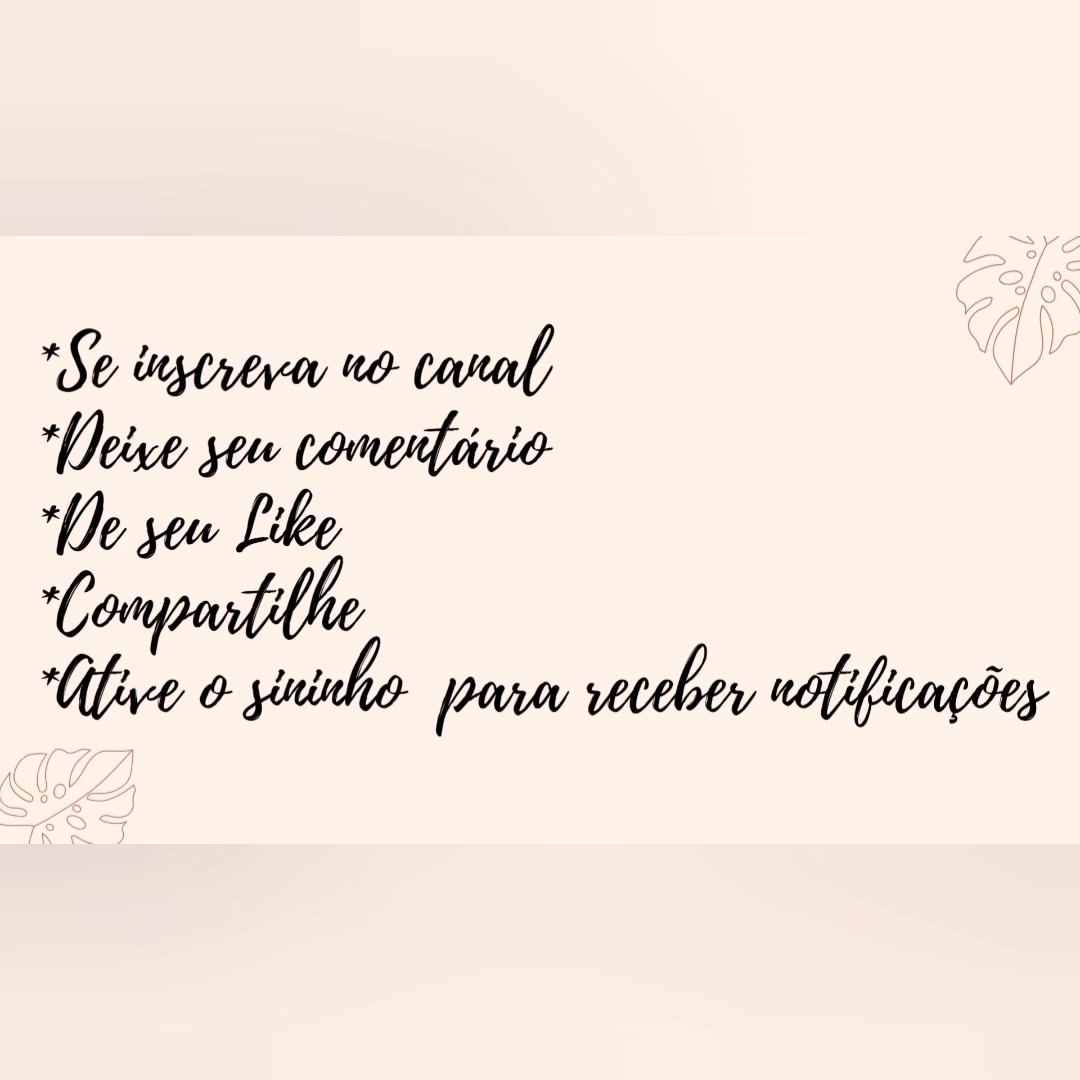 *Se inscreva no canal
*Deixe seu comentário
*De seu Like
*Compartilhe
*Ative o sininho para receber notificações